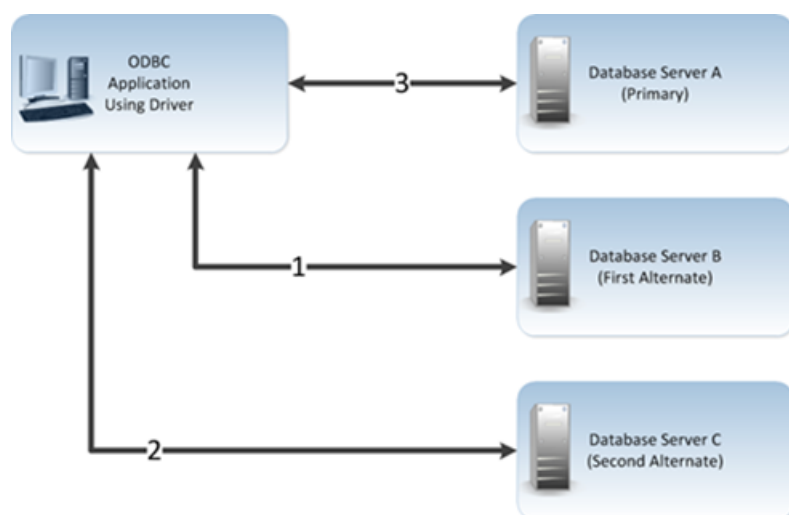 ODBC
Application
Using Driver
3
Database Server A
(Primary)
1
Database Server B
(First Alternate)
2
Database Server C
(Second Alternate)